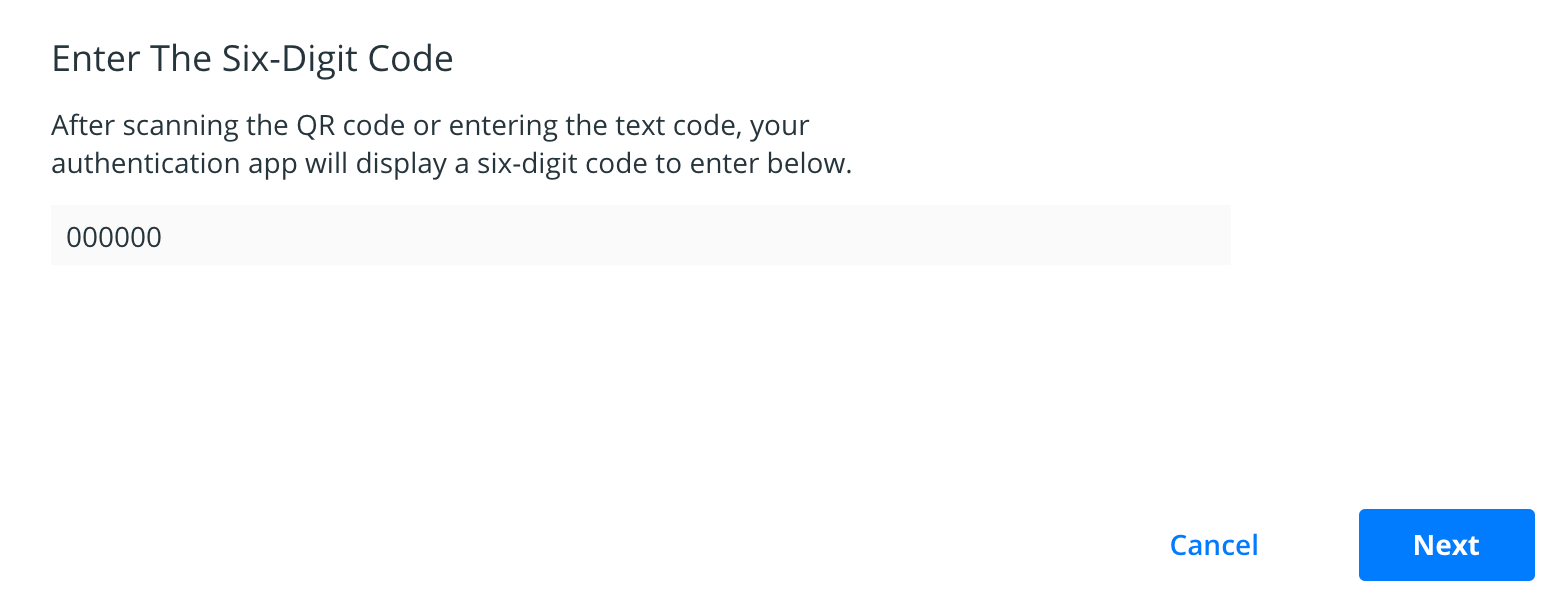 Enter The Six-Digit Code
After scanning the QR code or entering the text code, your
authentication app will display a six-digit code to enter below.
000000
Cancel
Next